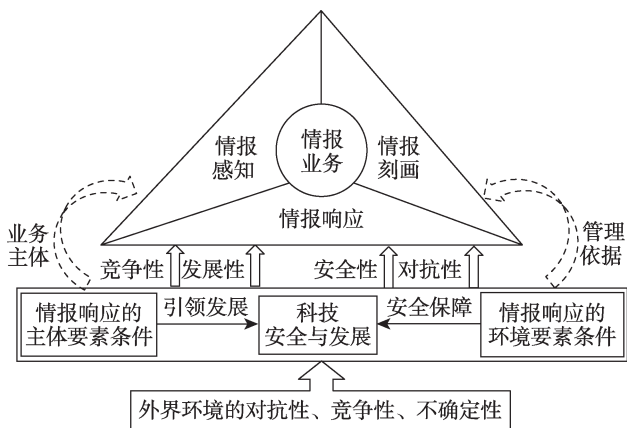 情报
感知
情报
业务
情报
刻画
情报响应
业务
主体
管理
依据
竞争性
发展性
安全性
对抗性
情报响应的
主体要素条件
引领发展
科技
安全与发展
安全保障
情报响应的
环境要素条件
外界环境的对抗性、竞争性、不确定性